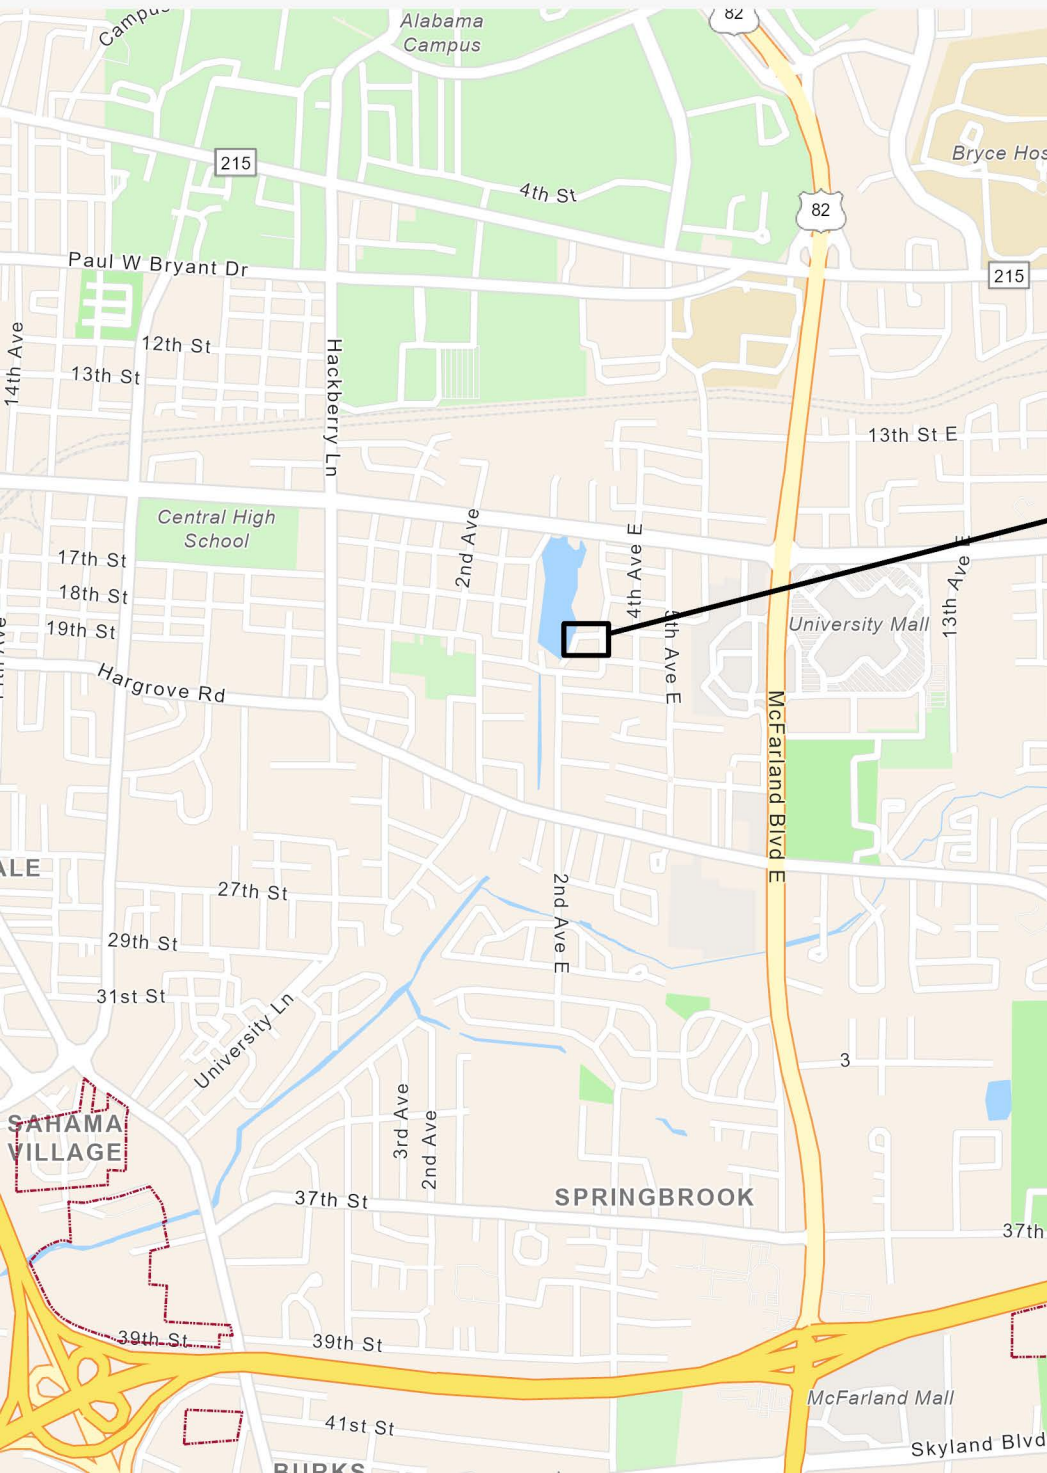 Campus
Alabama
Campus
82
Bryce Hos
215
4th St
82
Paul W Bryant Dr
215
14th Ave
12th St
13th St
Hackberry Ln
13th St E
Central High
School
2nd Ave
4th Ave E
17th St
18th St
19th St
5th Ave E
University Mall
13th Ave E
Hargrove Rd
McFarland Blvd E
ALE
27th St
2nd Ave E
29th St
31st St
University Ln
3
3rd Ave
2nd Ave
SAHAMA
VILLAGE
37th St
SPRINGBROOK
37th
39th St
39th St
McFarland Mall
41st St
Skyland Blvd
BURKS